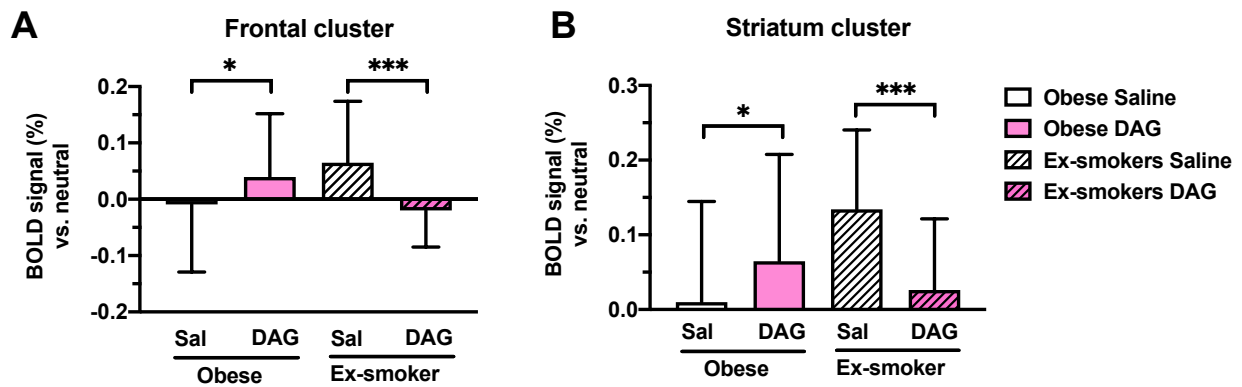 A
Frontal cluster
BOLD signal (%)
vs. neutral
0.2
0.1
0.0
-0.1
-0.2
*
***
Sal DAG Sal DAG
Obese Ex-smoker
B
Striatum cluster
BOLD signal (%)
vs. neutral
0.3
0.2
0.1
0.0
*
***
Sal DAG Sal DAG
Obese Ex-smoker
Obese Saline
Obese DAG
Ex-smokers Saline
Ex-smokers DAG